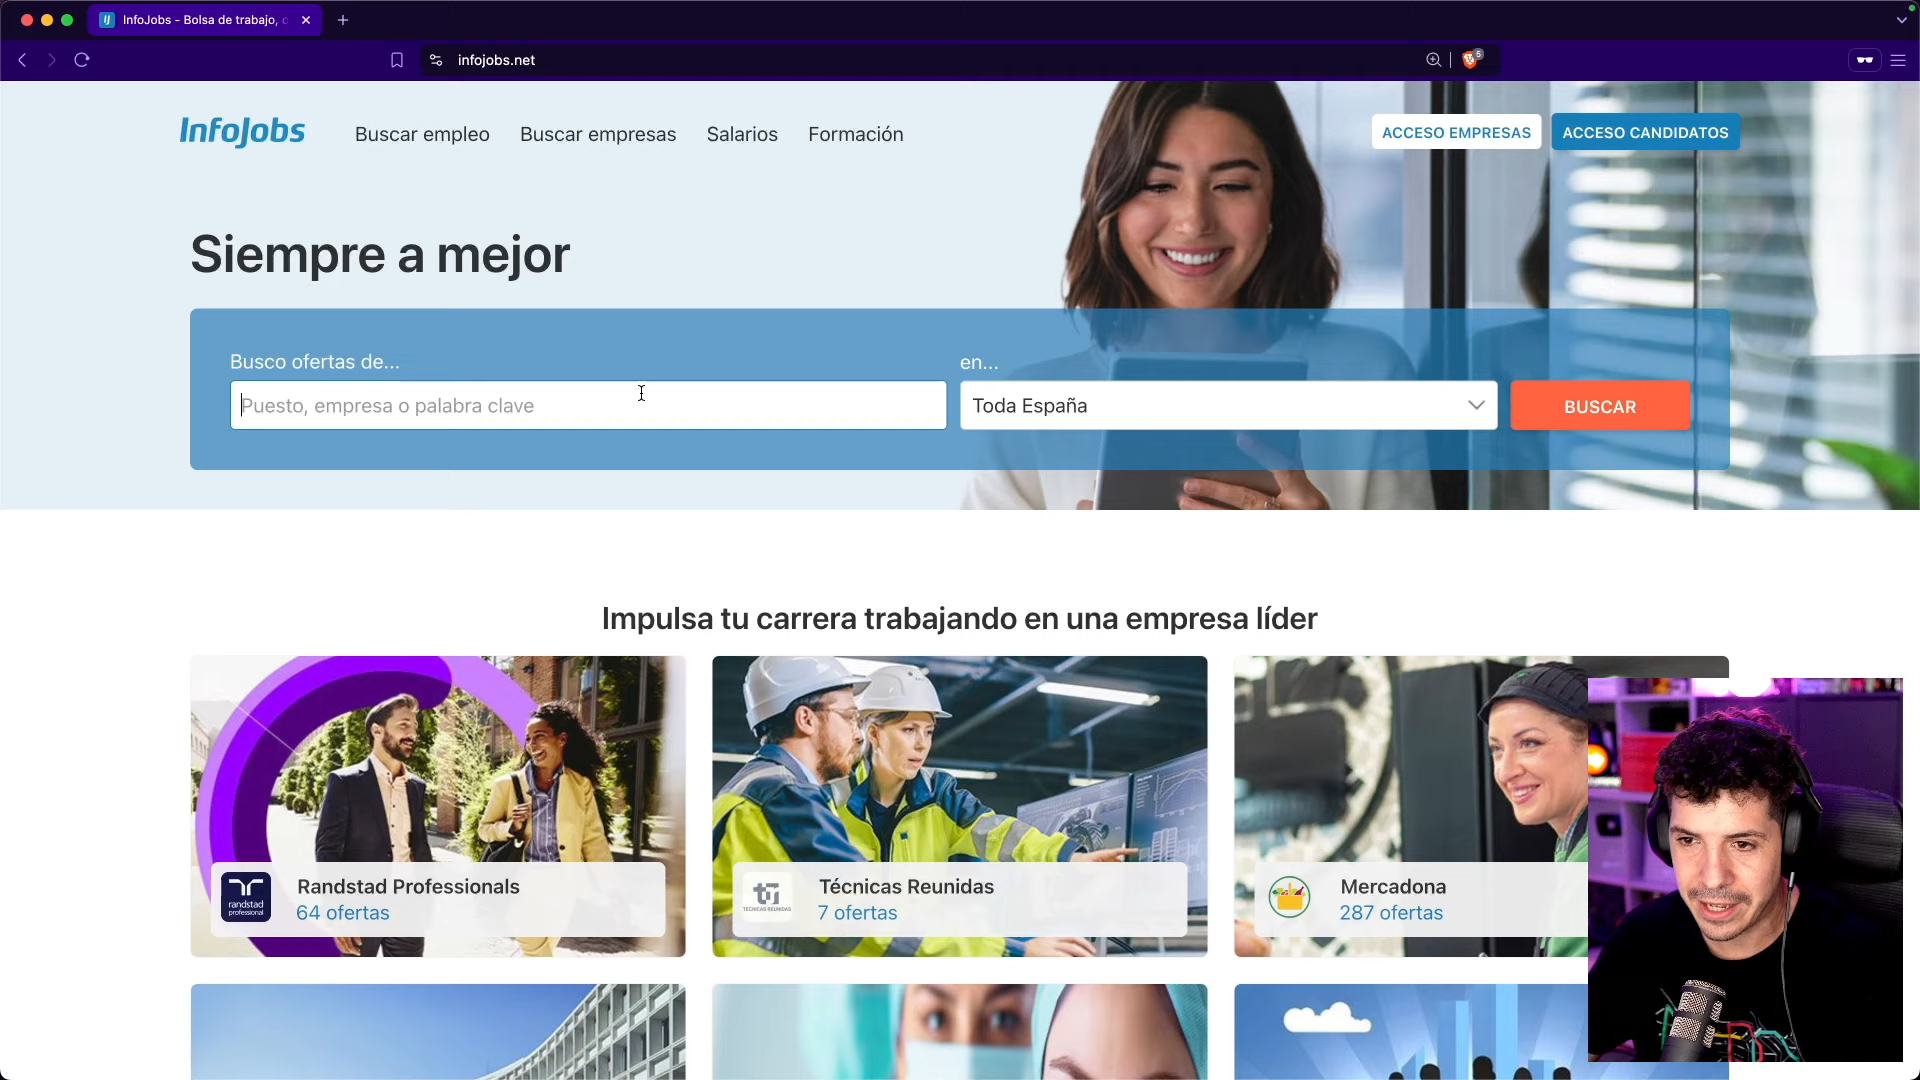 InfoJobs - Bolsa de trabajo, o
infojobs.net
5
InfoJobs
Buscar empleo
Buscar empresas
Salarios
Formación
ACCESO EMPRESAS
ACCESO CANDIDATOS
Siempre a mejor
Busco ofertas de...
en...
Puesto, empresa o palabra clave
Toda España
BUSCAR
Impulsa tu carrera trabajando en una empresa líder
randstad
professional
Randstad Professionals
64 ofertas
TECNICAS REUNIDAS
Técnicas Reunidas
7 ofertas
Mercadona
287 ofertas